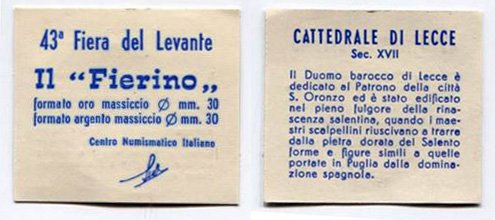 43ª Fiera del Levante
Il "Fierino„
formato oro massiccio Ø mm. 30
formato argento massiccio Ø mm. 30
Centro Numismatico Italiano
CATTEDRALE DI LECCE
Sec. XVII
Il Duomo barocco di Lecce è
dedicato al Patrono della città
S. Oronzo ed è stato edificato
nel pieno fulgore della rina-
scenza salentina, quando i mae-
stri scalpellini riuscivano a trarre
dalla pietra dorata del Salento
forme e figure simili a quelle
portate in Puglia dalla domi-
nazione spagnola.